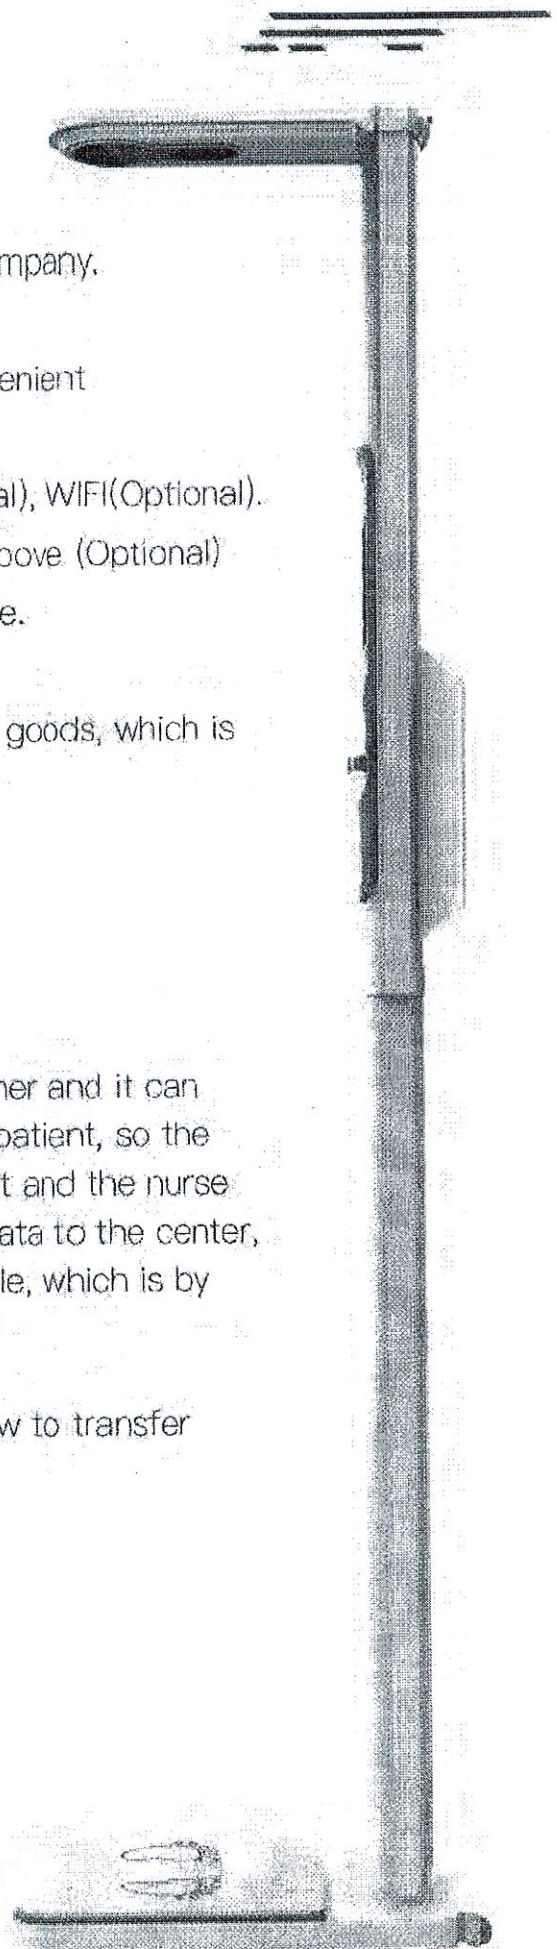 mpany.
enient
al), WIFI(Optional).
bove (Optional)
e.
goods, which is
ner and it can
patient, so the
t and the nurse
ata to the center,
le, which is by
w to transfer